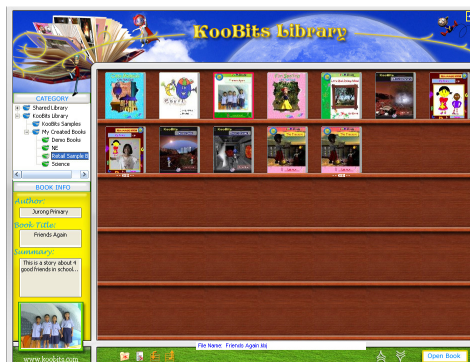 KooBits Library
CATEGORY
Shared Library
KooBits Library
KooBits Samples
My Created Books
Demo Books
NE
Retail Sample B
Science
BOOK INFO
Author:
Jurong Primary
Book Title:
Friends Again
Summary:
This is a story about 4
good friends in school...
www.koobits.com
File Name: Friends Again.kbj
Open Book